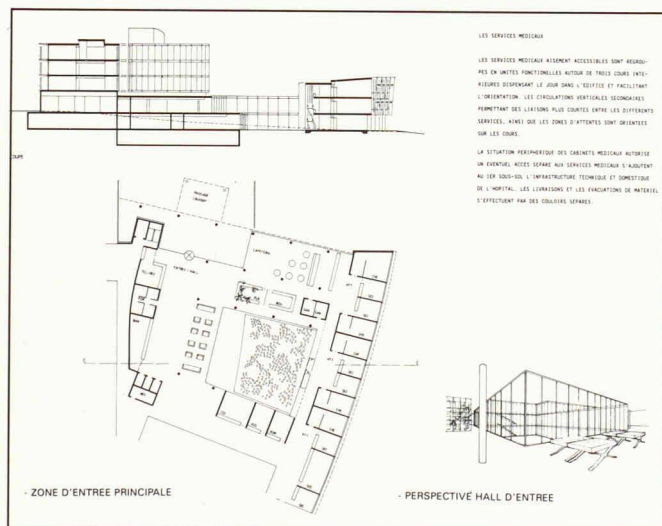 LES SERVICES MEDICAUX
LES SERVICES MEDICAUX AISEMENT ACCESSIBLES SONT REGROU-
PES EN UNITES FONCTIONELLES AUTOUR DE TROIS COURS INTE-
RIEURES DISPENSANT LE JOUR DANS L'EDIFICE ET FACILITANT
L'ORIENTATION. LES CIRCULATIONS VERTICALES SECONDAIRES
PERMETTANT DES LIAISONS PLUS COURTES ENTRE LES DIFFERENTS
SERVICES, AINSI QUE LES ZONES D'ATTENTES SONT ORIENTEES
SUR LES COURS.
LA SITUATION PERIPHERIQUE DES CABINETS MEDICAUX AUTORISE
UN EVENTUEL ACCES SEPARE AUX SERVICES MEDICAUX S'AJOUTENT
AU 1ER SOUS-SOL L'INFRASTRUCTURE TECHNIQUE ET DOMESTIQUE
DE L'HOPITAL. LES LIVRAISONS ET LES EVACUATIONS DE MATERIEL
S'EFFECTUENT PAR DES COULOIRS SEPARES.
COUPE
ENTREE / HALL
CAFETERIA
- ZONE D'ENTREE PRINCIPALE
- PERSPECTIVE HALL D'ENTREE